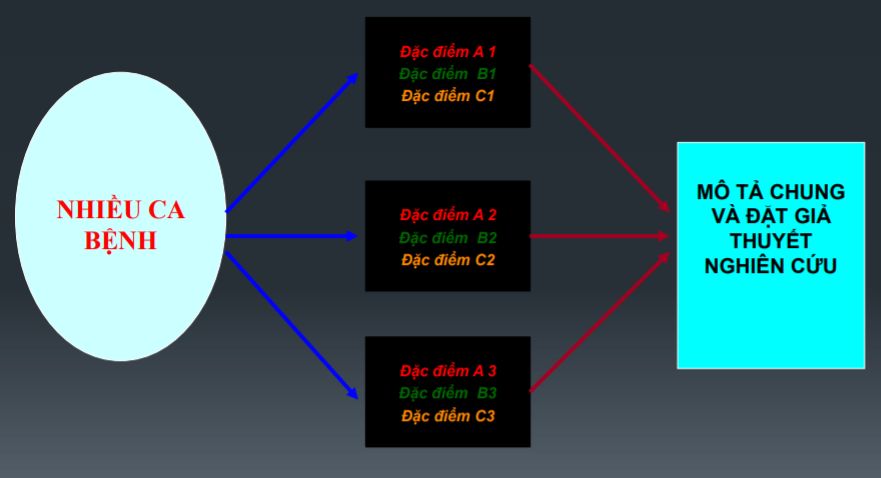 NHIỀU CA
BỆNH
Đặc điểm A 1
Đặc điểm B1
Đặc điểm C1
Đặc điểm A 2
Đặc điểm B2
Đặc điểm C2
Đặc điểm A 3
Đặc điểm B3
Đặc điểm C3
MÔ TẢ CHUNG
VÀ ĐẶT GIẢ
THUYẾT
NGHIÊN CỨU